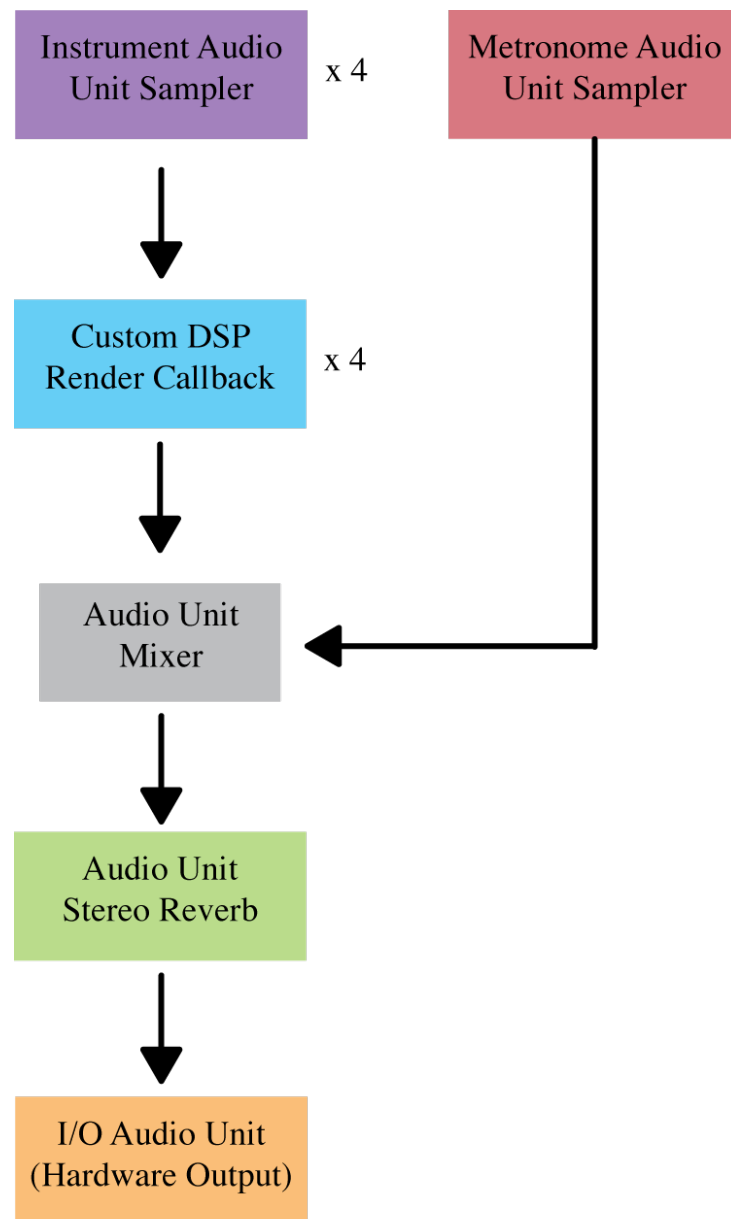 Instrument Audio
Unit Sampler
x 4
Metronome Audio
Unit Sampler
Custom DSP
Render Callback
x 4
Audio Unit
Mixer
Audio Unit
Stereo Reverb
I/O Audio Unit
(Hardware Output)